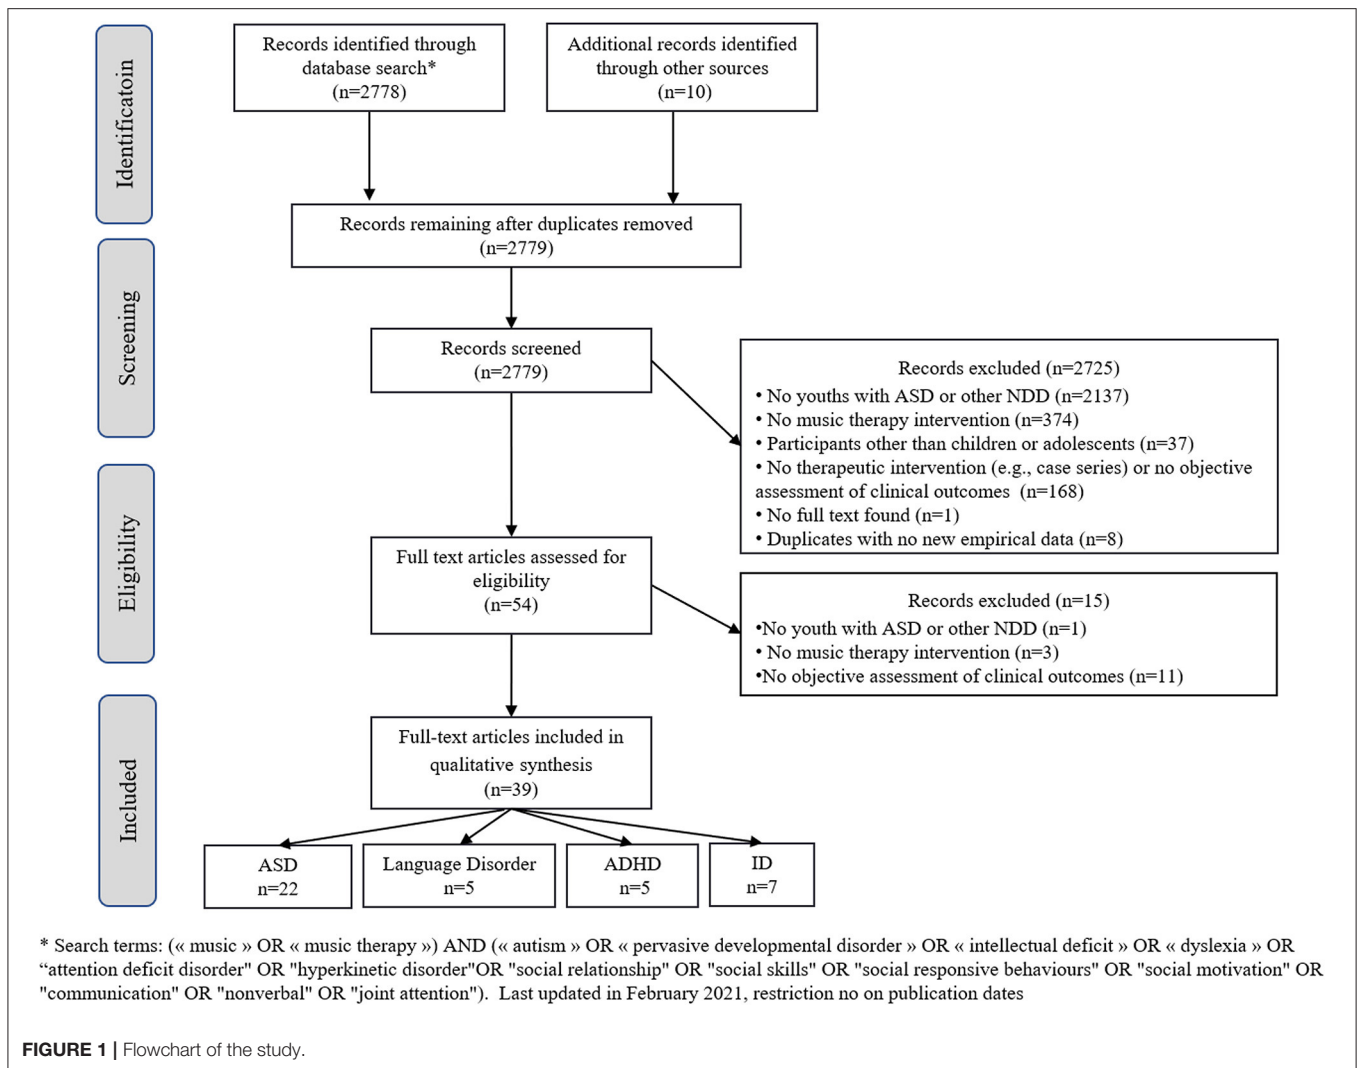 Identificatoin
Records identified through
database search*
(n=2778)
Additional records identified
through other sources
(n=10)
Records remaining after duplicates removed
(n=2779)
Screening
Records screened
(n=2779)
Records excluded (n=2725)
• No youths with ASD or other NDD (n=2137)
• No music therapy intervention (n=374)
• Participants other than children or adolescents (n=37)
• No therapeutic intervention (e.g., case series) or no objective
assessment of clinical outcomes (n=168)
• No full text found (n=1)
• Duplicates with no new empirical data (n=8)
Eligibility
Full text articles assessed for
eligibility
(n=54)
Records excluded (n=15)
•No youth with ASD or other NDD (n=1)
• No music therapy intervention (n=3)
•No objective assessment of clinical outcomes (n=11)
Included
Full-text articles included in
qualitative synthesis
(n=39)
ASD
n=22
Language Disorder
n=5
ADHD
n=5
ID
n=7
* Search terms: (« music » OR « music therapy ») AND (« autism » OR « pervasive developmental disorder » OR « intellectual deficit » OR « dyslexia » OR
“attention deficit disorder" OR "hyperkinetic disorder"OR "social relationship" OR "social skills" OR "social responsive behaviours" OR "social motivation" OR
"communication" OR "nonverbal" OR "joint attention"). Last updated in February 2021, restriction no on publication dates
FIGURE 1 | Flowchart of the study.